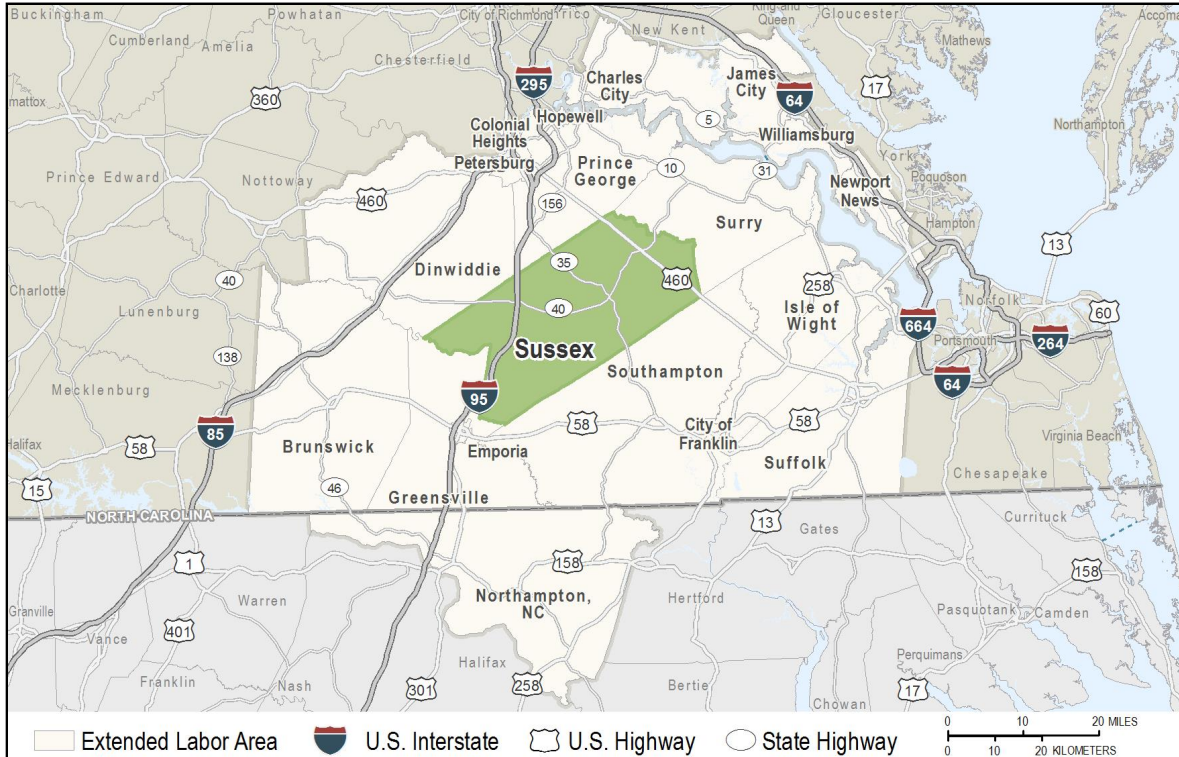 Buckingham
Powhatan
City of Richmond
Henrico
King and
Queen
Gloucester
Accomack
Cumberland
Amelia
New Kent
Mathews
Chesterfield
Charles
City
James
City
295
64
17
360
mattox
Hopewell
Colonial
Heights
5
Williamsburg
Northampton
Petersburg
Prince
George
York
Prince Edward
Nottoway
10
31
Poquoson
Newport
News
460
156
Hampton
Surry
13
Dinwiddie
35
40
Charlotte
460
258
Norfolk
Lunenburg
40
Isle of
Wight
60
664
Portsmouth
264
138
Sussex
Southampton
Mecklenburg
95
64
85
58
City of
Franklin
58
Halifax
58
Brunswick
Emporia
Suffolk
Virginia Beach
Chesapeake
15
46
Greensville
NORTH CAROLINA
13
Gates
Currituck
1
158
158
Granville
Warren
Northampton,
NC
Hertford
Pasquotank
Camden
Vance
401
Perquimans
Halifax
Franklin
Nash
301
258
Bertie
Chowan
17
Extended Labor Area
U.S. Interstate
U.S. Highway
State Highway
0 10 20 MILES
0 10 20 KILOMETERS